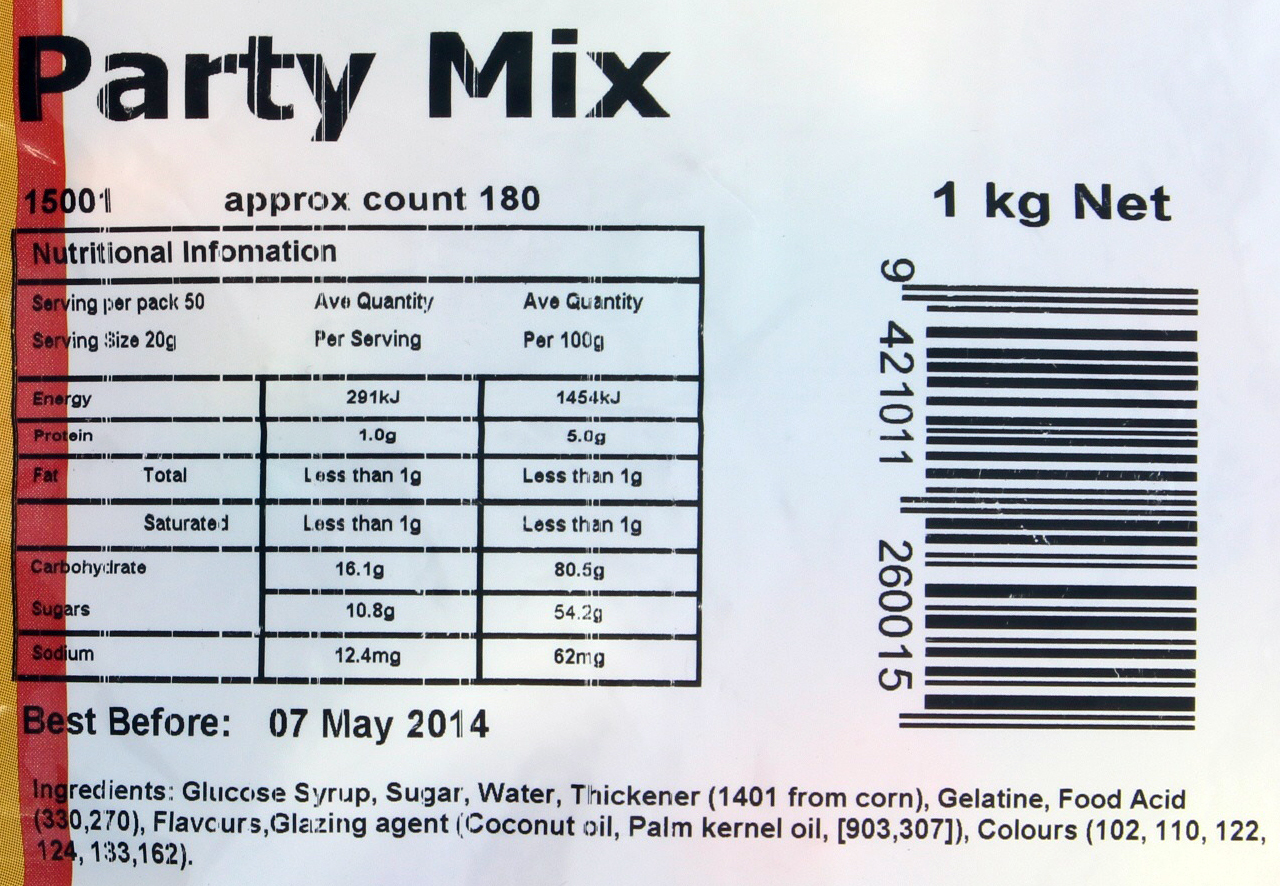 Party Mix
15001 approx count 180
1 kg Net
Nutritional Infomation
Serving per pack 50 Ave Quantity Ave Quantity
Serving Size 20g Per Serving Per 100g
Energy 291kJ 1454kJ
Protein 1.0g 5.0g
Fat Total Less than 1g Less than 1g
Saturated Less than 1g Less than 1g
Carbohydrate 16.1g 80.5g
Sugars 10.8g 54.2g
Sodium 12.4mg 62mg
Best Before: 07 May 2014
9 421011 260015
Ingredients: Glucose Syrup, Sugar, Water, Thickener (1401 from corn), Gelatine, Food Acid
(330,270), Flavours,Glazing agent (Coconut oil, Palm kernel oil, [903,307]), Colours (102, 110, 122,
124, 133,162).